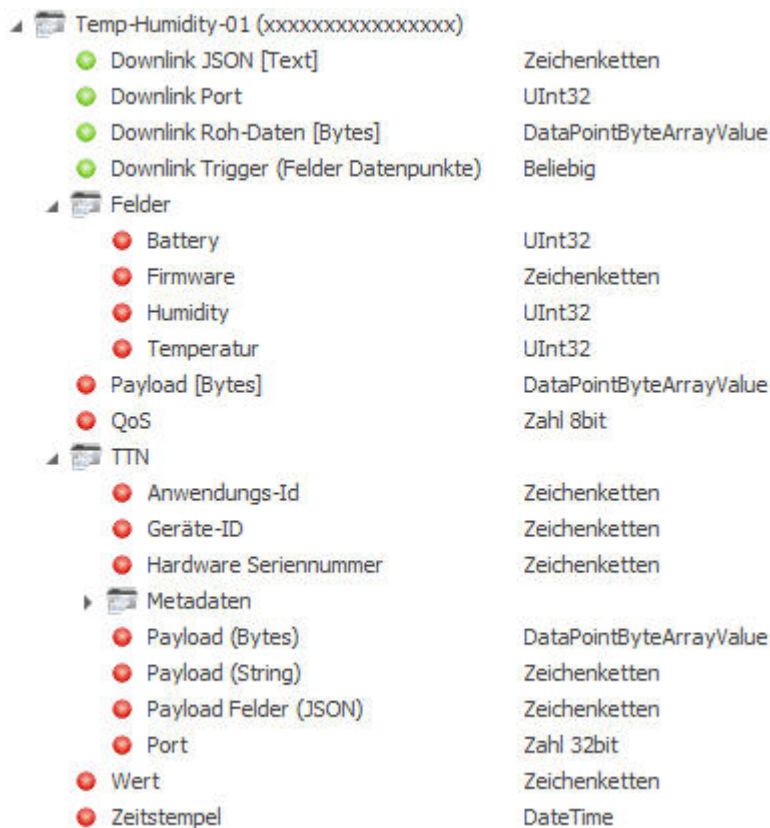 Temp-Humidity-01 (xxxxxxxxxxxxxxxx)
Downlink JSON [Text] Zeichenketten
Downlink Port UInt32
Downlink Roh-Daten [Bytes] DataPointByteArrayValue
Downlink Trigger (Felder Datenpunkte) Beliebig
Felder
Battery UInt32
Firmware Zeichenketten
Humidity UInt32
Temperatur UInt32
Payload [Bytes] DataPointByteArrayValue
QoS Zahl 8bit
TTN
Anwendungs-Id Zeichenketten
Geräte-ID Zeichenketten
Hardware Seriennummer Zeichenketten
Metadaten
Payload (Bytes) DataPointByteArrayValue
Payload (String) Zeichenketten
Payload Felder (JSON) Zeichenketten
Port Zahl 32bit
Wert Zeichenketten
Zeitstempel DateTime